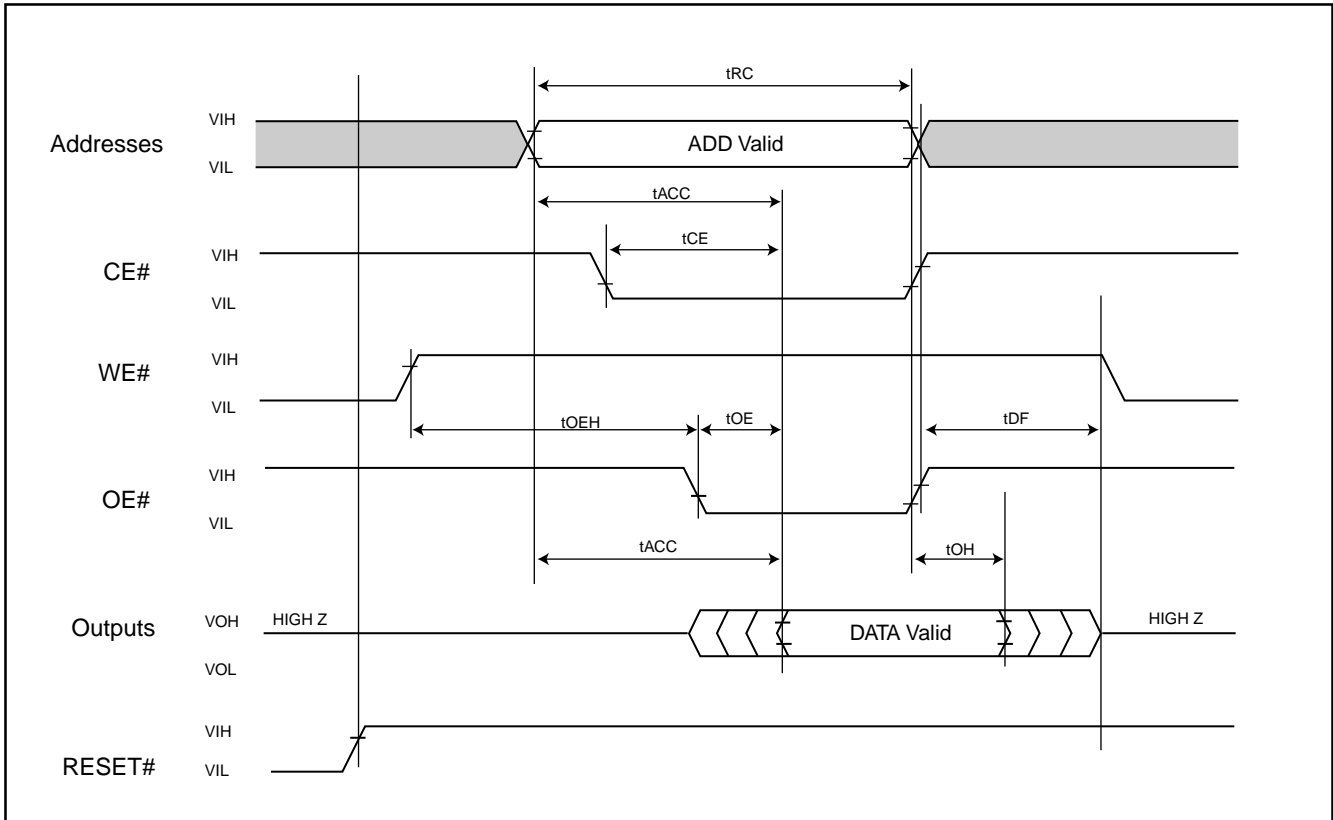 tRC
VIH
Addresses
ADD Valid
VIL
tACC
tCE
VIH
CE#
VIL
VIH
WE#
VIL
tOEH
tOE
tDF
VIH
OE#
VIL
tACC
tOH
VOH
HIGH Z
HIGH Z
Outputs
DATA Valid
VOL
VIH
RESET#
VIL